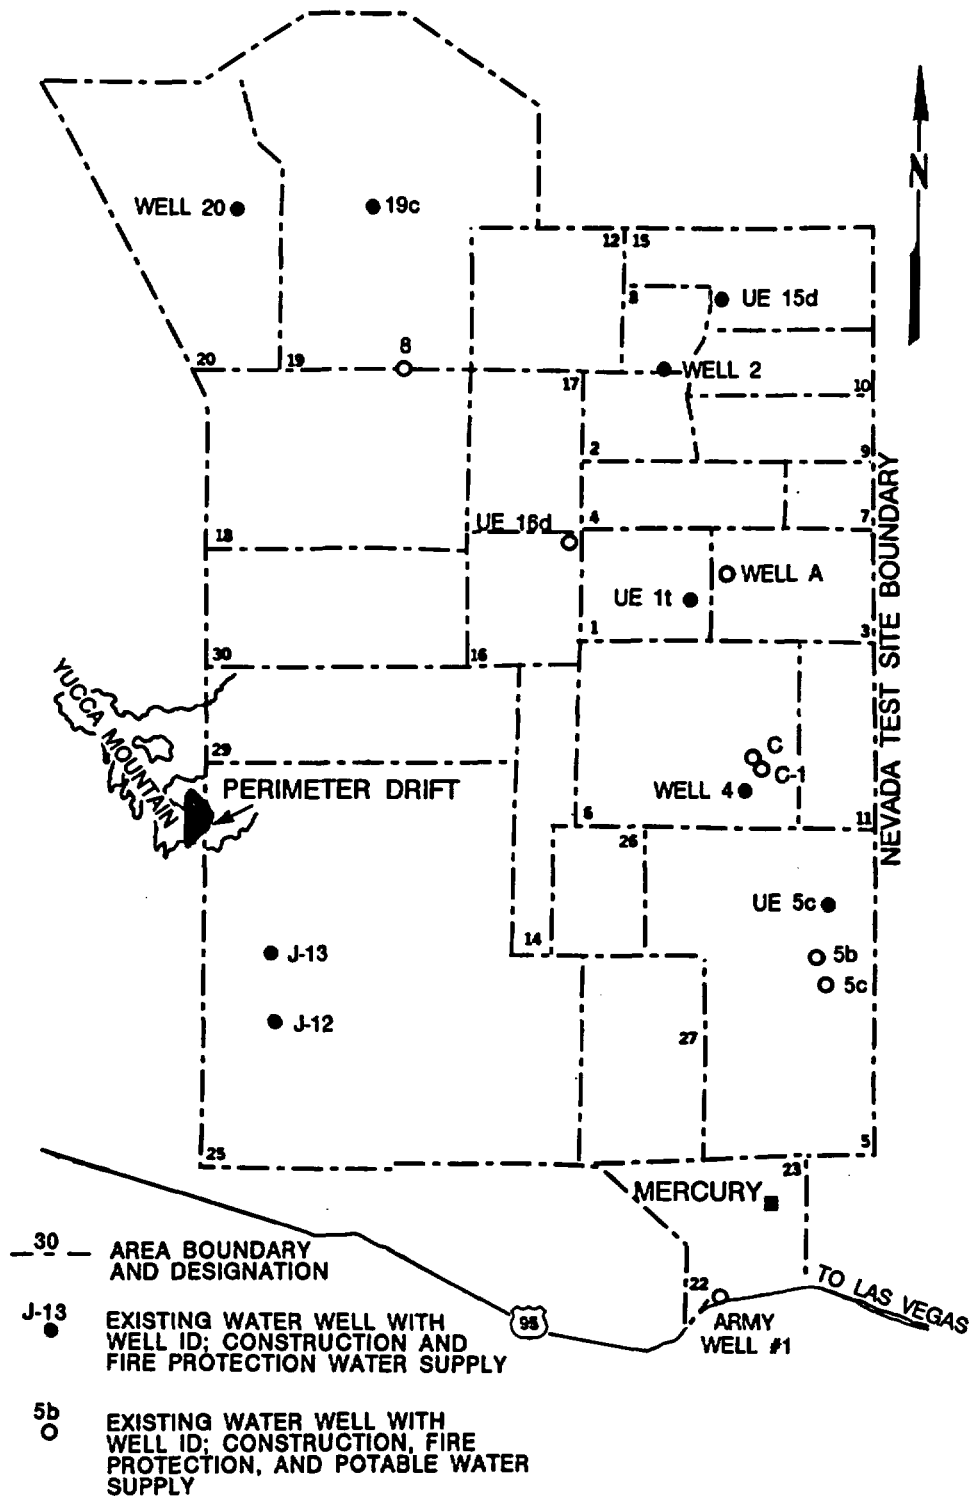 N
WELL 20
19c
12
15
8
UE 15d
8
20
19
17
WELL 2
10
2
9
UE 16d
4
7
18
WELL A
UE 1t
NEVADA TEST SITE BOUNDARY
1
3
30
16
YUCCA MOUNTAIN
29
C
C-1
PERIMETER DRIFT
WELL 4
6
26
11
UE 5c
14
J-13
5b
5c
J-12
27
25
5
23
MERCURY
22
TO LAS VEGAS
ARMY
WELL #1
95
30
AREA BOUNDARY
AND DESIGNATION
J-13
EXISTING WATER WELL WITH
WELL ID; CONSTRUCTION AND
FIRE PROTECTION WATER SUPPLY
5b
EXISTING WATER WELL WITH
WELL ID; CONSTRUCTION, FIRE
PROTECTION, AND POTABLE WATER
SUPPLY